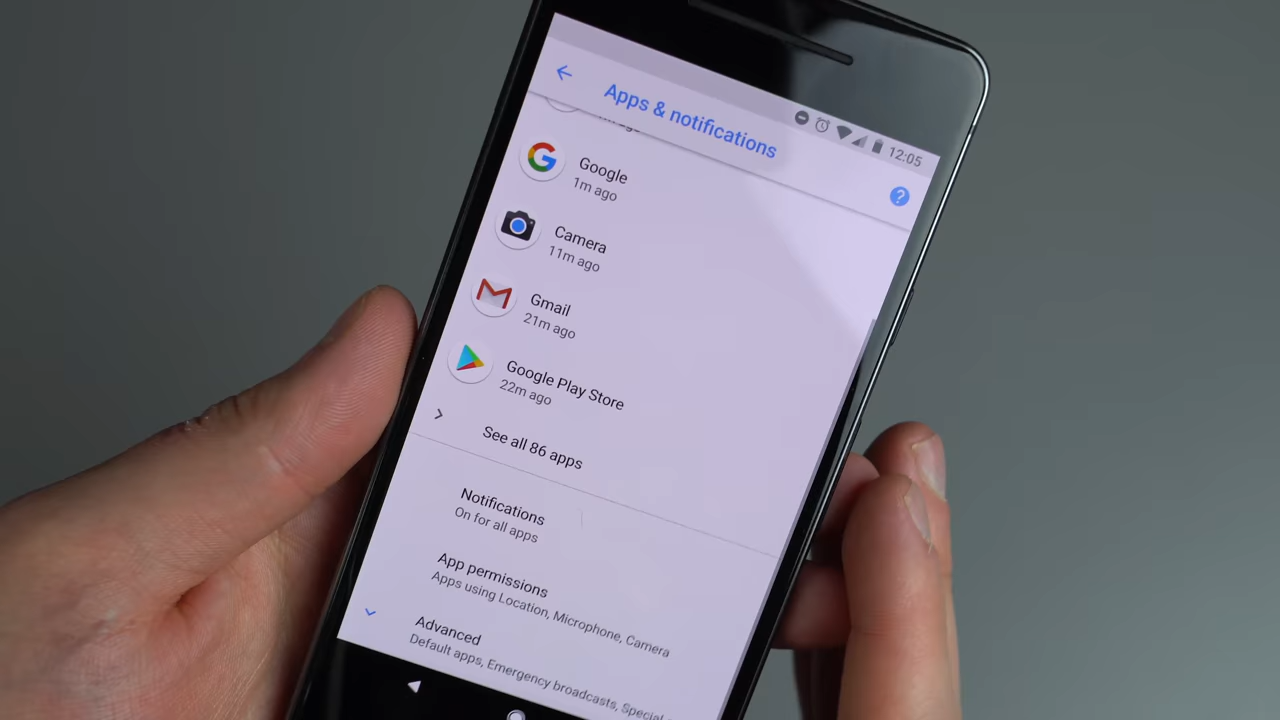 12:05
Apps & notifications
Google
1m ago
Camera
11m ago
Gmail
21m ago
Google Play Store
22m ago
See all 86 apps
Notifications
On for all apps
App permissions
Apps using Location, Microphone, Camera
Advanced
Default apps, Emergency broadcasts, Special